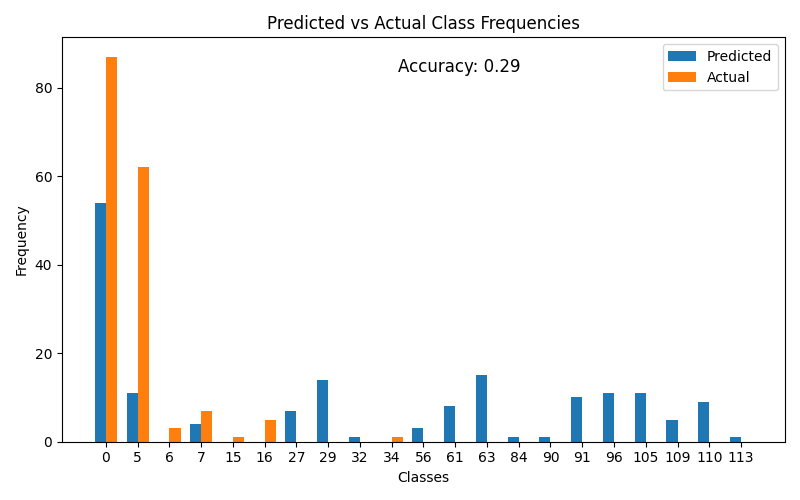 Predicted vs Actual Class Frequencies
Accuracy: 0.29
Predicted
Actual
Frequency
80
60
40
20
0
0 5 6 7 15 16 27 29 32 34 56 61 63 84 90 91 96 105 109 110 113
Classes